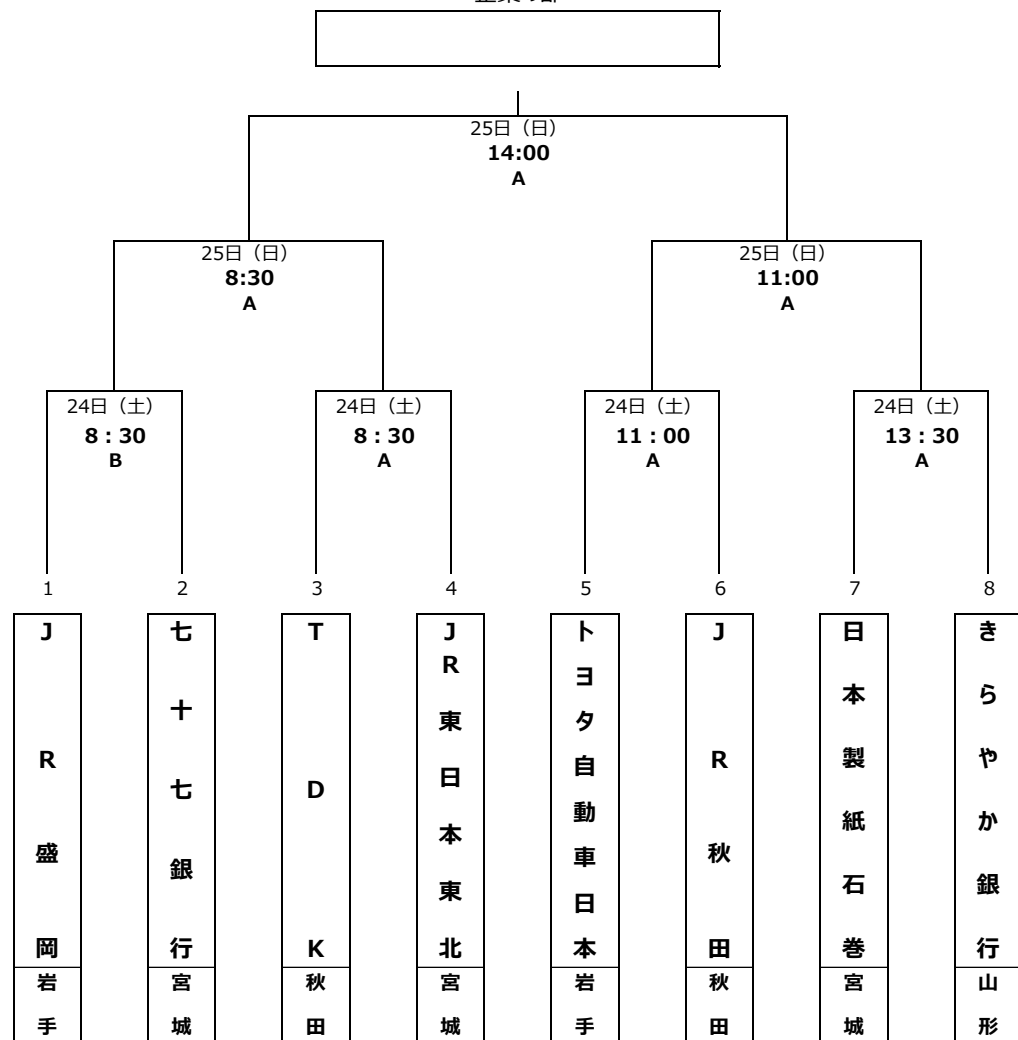 25日（日）
14:00
A
25日（日）
8:30
A
25日（日）
11:00
A
24日（土）
8：30
B
24日（土）
8：30
A
24日（土）
11：00
A
24日（土）
13：30
A
1
2
3
4
5
6
7
8
JR盛岡
七十七銀行
TDK
JR東日本東北
トヨタ自動車日本
JR秋田
日本製紙石巻
きらやか銀行
岩手
宮城
秋田
宮城
岩手
秋田
宮城
山形